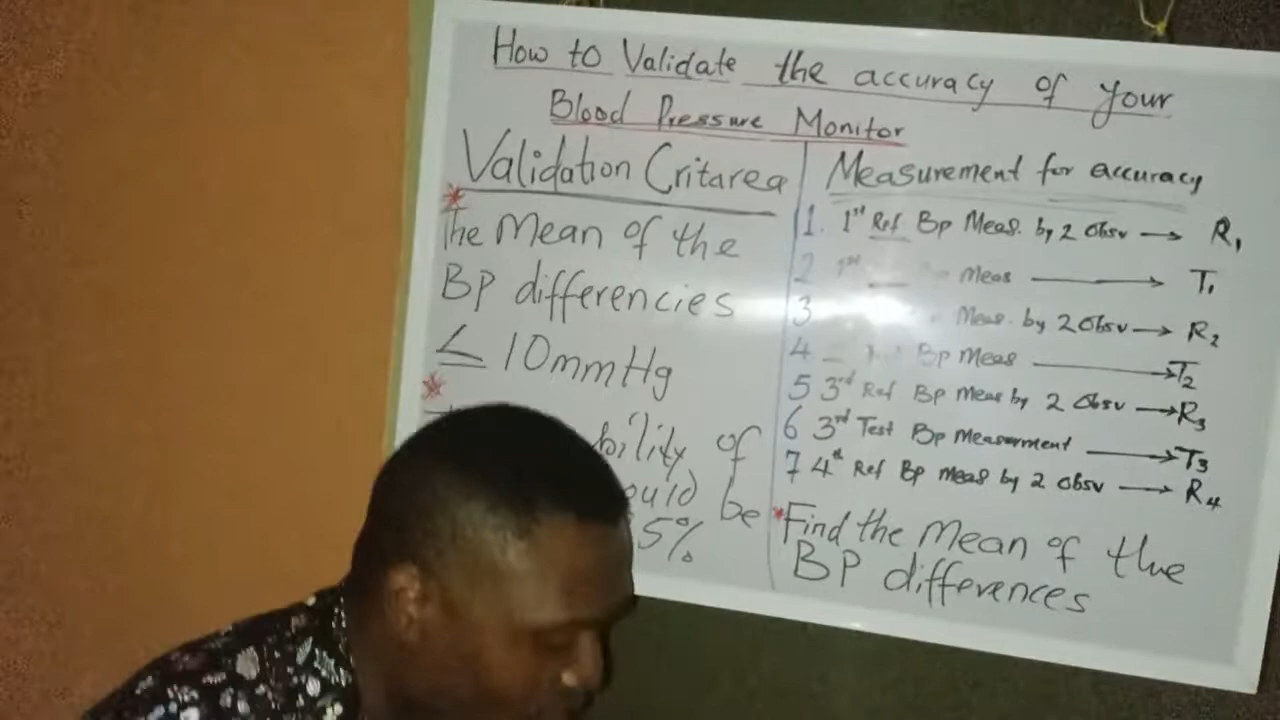 How to Validate the accuracy of your
Blood Pressure Monitor
Validation Critarea
* The Mean of the
BP differencies
≤ 10mmHg
*
bility of
ould be
5%
Measurement for accuracy
1. 1st Ref Bp Meas. by 2 Obsv → R1
2 1st Meas → T1
3 Meas. by 2 Obsv → R2
4 Bp Meas → T2
5 3rd Ref Bp Meas by 2 Obsv → R3
6 3rd Test Bp Measurment → T3
7 4th Ref Bp meas by 2 obsv → R4
* Find the Mean of the
BP differences